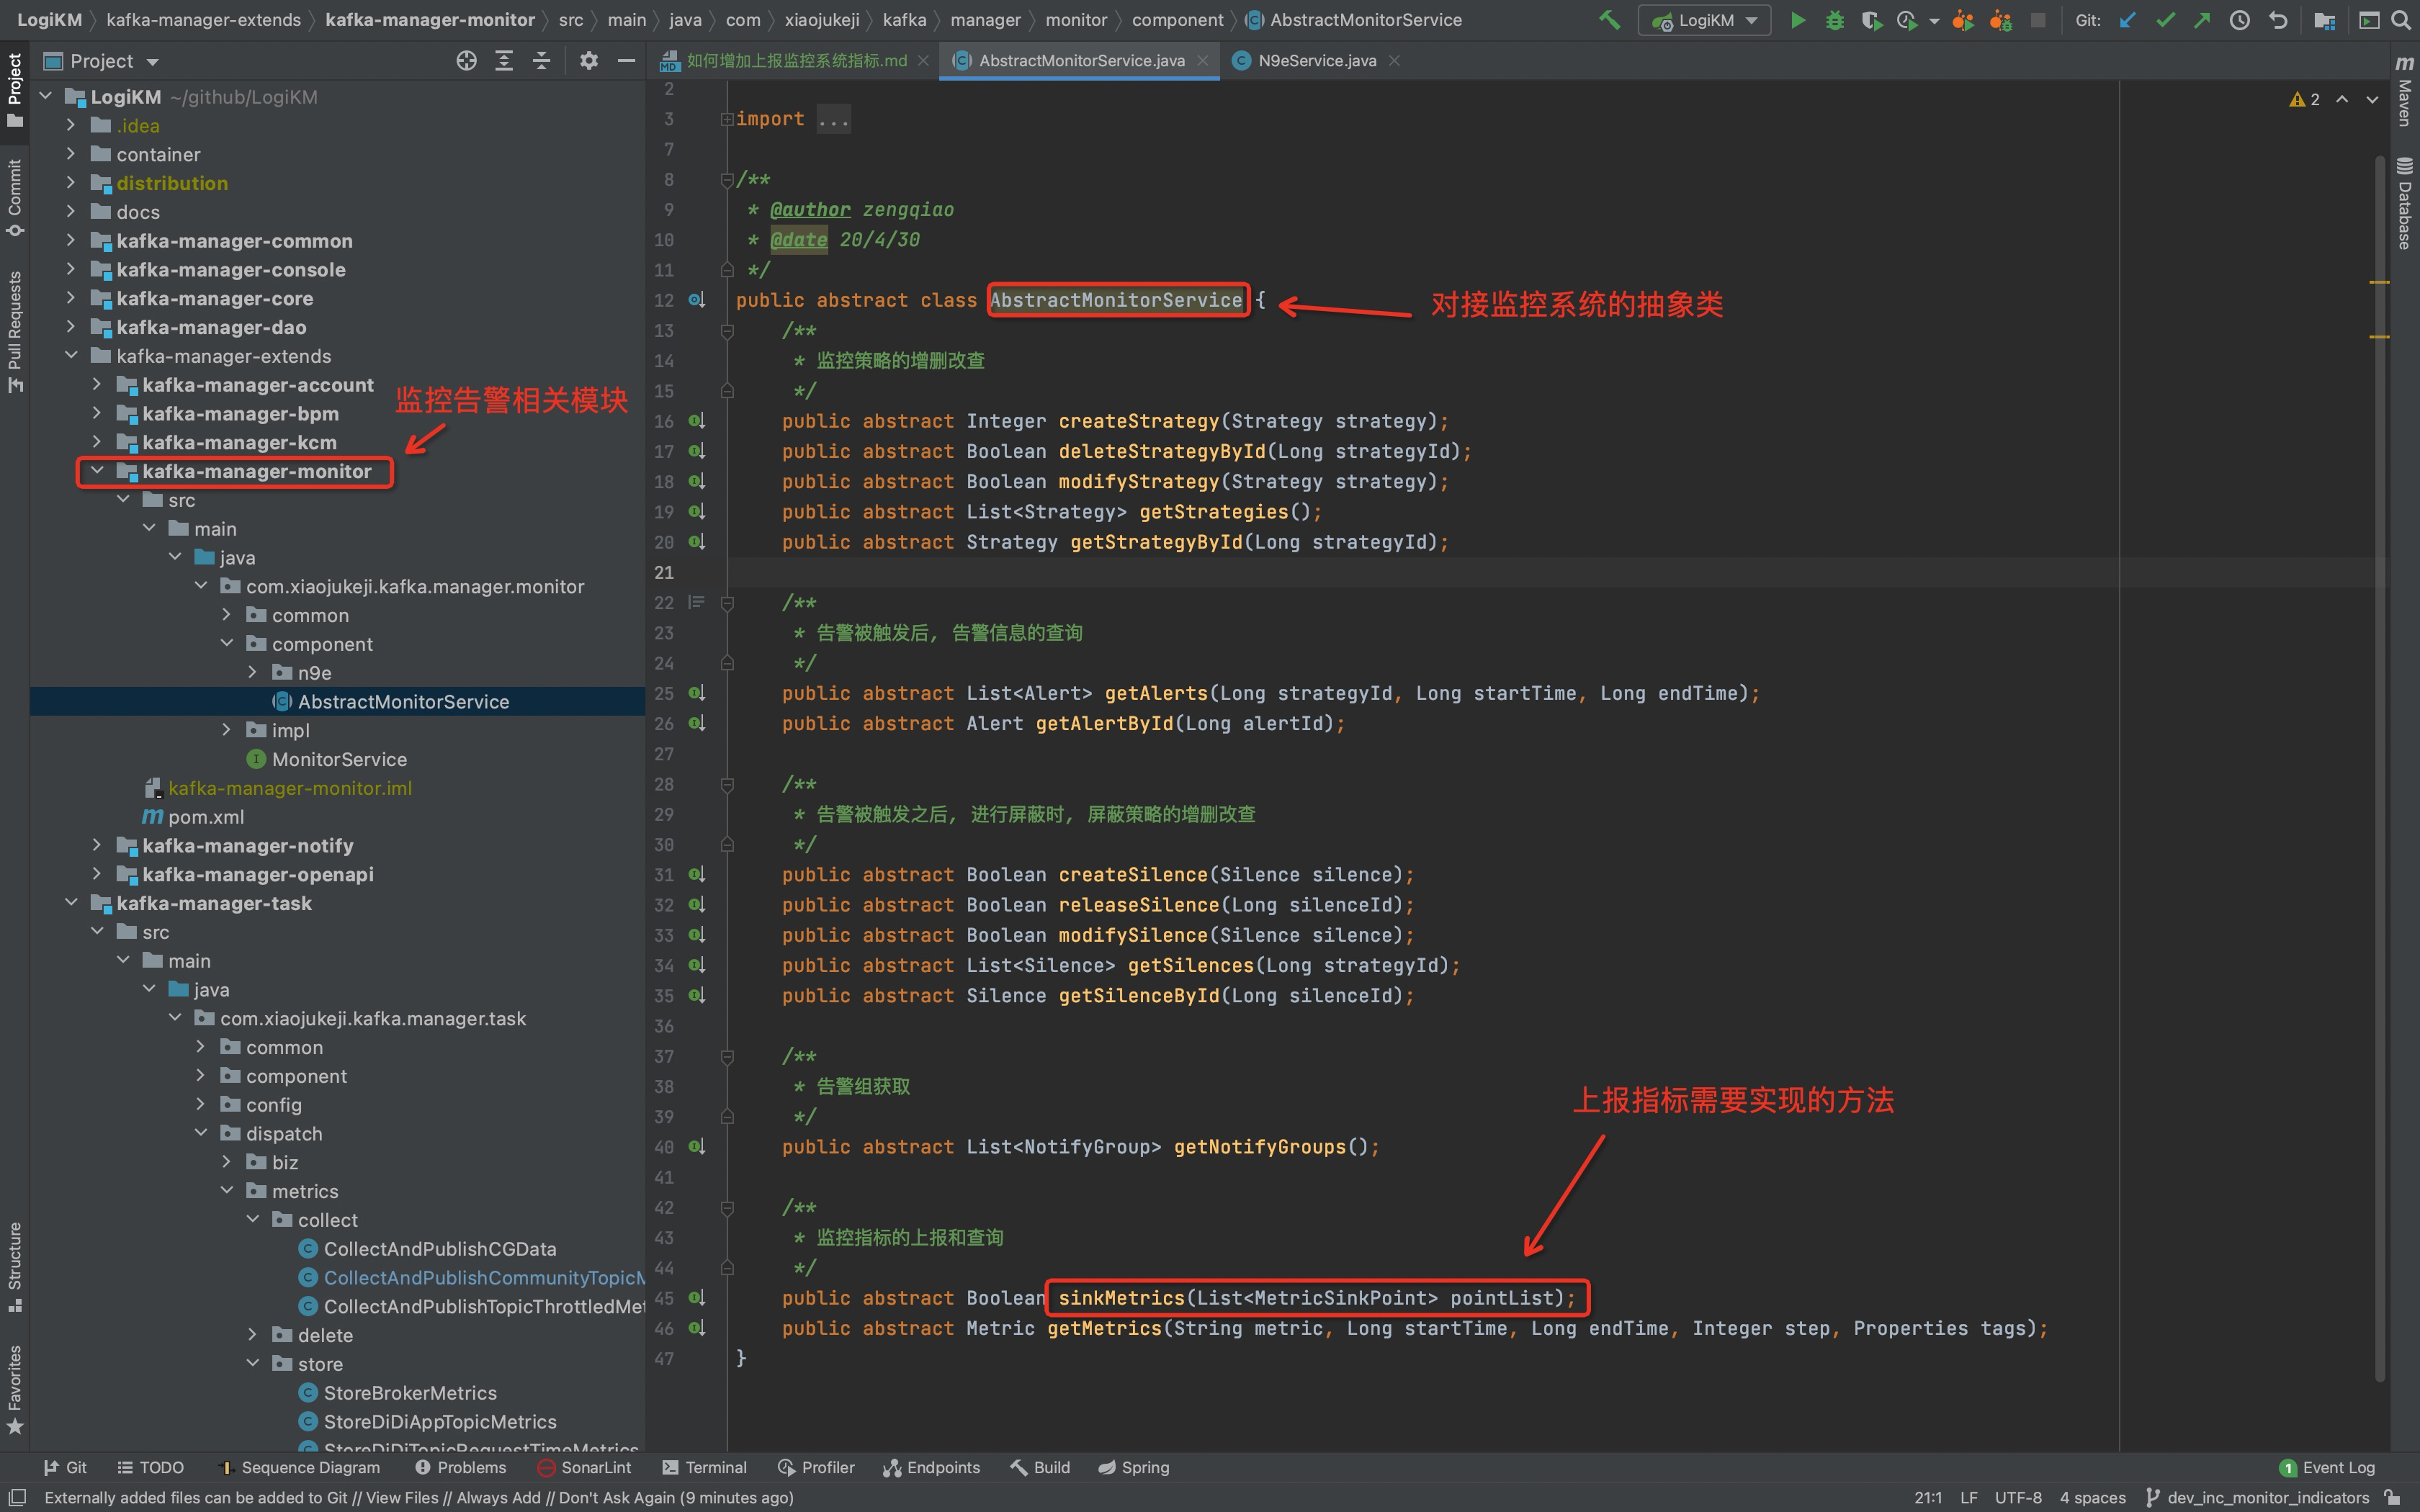 LogiKM kafka-manager-extends kafka-manager-monitor src main java com xiaojukeji kafka manager monitor component AbstractMonitorService
LogiKM
Git:
Project
如何增加上报监控系统指标.md
AbstractMonitorService.java
N9eService.java
Project
Commit
Pull Requests
Structure
Favorites
LogiKM ~/github/LogiKM
.idea
container
distribution
docs
kafka-manager-common
kafka-manager-console
kafka-manager-core
kafka-manager-dao
kafka-manager-extends
kafka-manager-account
kafka-manager-bpm
kafka-manager-kcm
kafka-manager-monitor
src
main
java
com.xiaojukeji.kafka.manager.monitor
common
component
n9e
AbstractMonitorService
impl
MonitorService
kafka-manager-monitor.iml
pom.xml
kafka-manager-notify
kafka-manager-openapi
kafka-manager-task
src
main
java
com.xiaojukeji.kafka.manager.task
common
component
config
dispatch
biz
metrics
collect
CollectAndPublishCGData
CollectAndPublishCommunityTopicM
CollectAndPublishTopicThrottledMet
delete
store
StoreBrokerMetrics
StoreDiDiAppTopicMetrics
StoreDiDiTopicRequestTimeMetrics
监控告警相关模块
2
3 import ...
7
8 /**
9 * @author zengqiao
10 * @date 20/4/30
11 */
12 public abstract class AbstractMonitorService {
对接监控系统的抽象类
13 /**
14 * 监控策略的增删改查
15 */
16 public abstract Integer createStrategy(Strategy strategy);
17 public abstract Boolean deleteStrategyById(Long strategyId);
18 public abstract Boolean modifyStrategy(Strategy strategy);
19 public abstract List<Strategy> getStrategies();
20 public abstract Strategy getStrategyById(Long strategyId);
21
22 /**
23 * 告警被触发后, 告警信息的查询
24 */
25 public abstract List<Alert> getAlerts(Long strategyId, Long startTime, Long endTime);
26 public abstract Alert getAlertById(Long alertId);
27
28 /**
29 * 告警被触发之后, 进行屏蔽时, 屏蔽策略的增删改查
30 */
31 public abstract Boolean createSilence(Silence silence);
32 public abstract Boolean releaseSilence(Long silenceId);
33 public abstract Boolean modifySilence(Silence silence);
34 public abstract List<Silence> getSilences(Long strategyId);
35 public abstract Silence getSilenceById(Long silenceId);
36
37 /**
38 * 告警组获取
39 */
40 public abstract List<NotifyGroup> getNotifyGroups();
41
上报指标需要实现的方法
42 /**
43 * 监控指标的上报和查询
44 */
45 public abstract Boolean sinkMetrics(List<MetricSinkPoint> pointList);
46 public abstract Metric getMetrics(String metric, Long startTime, Long endTime, Integer step, Properties tags);
47 }
2
Maven
Database
Git TODO Sequence Diagram Problems SonarLint Terminal Profiler Endpoints Build Spring
1 Event Log
Externally added files can be added to Git // View Files // Always Add // Don't Ask Again (9 minutes ago)
21:1 LF UTF-8 4 spaces dev_inc_monitor_indicators